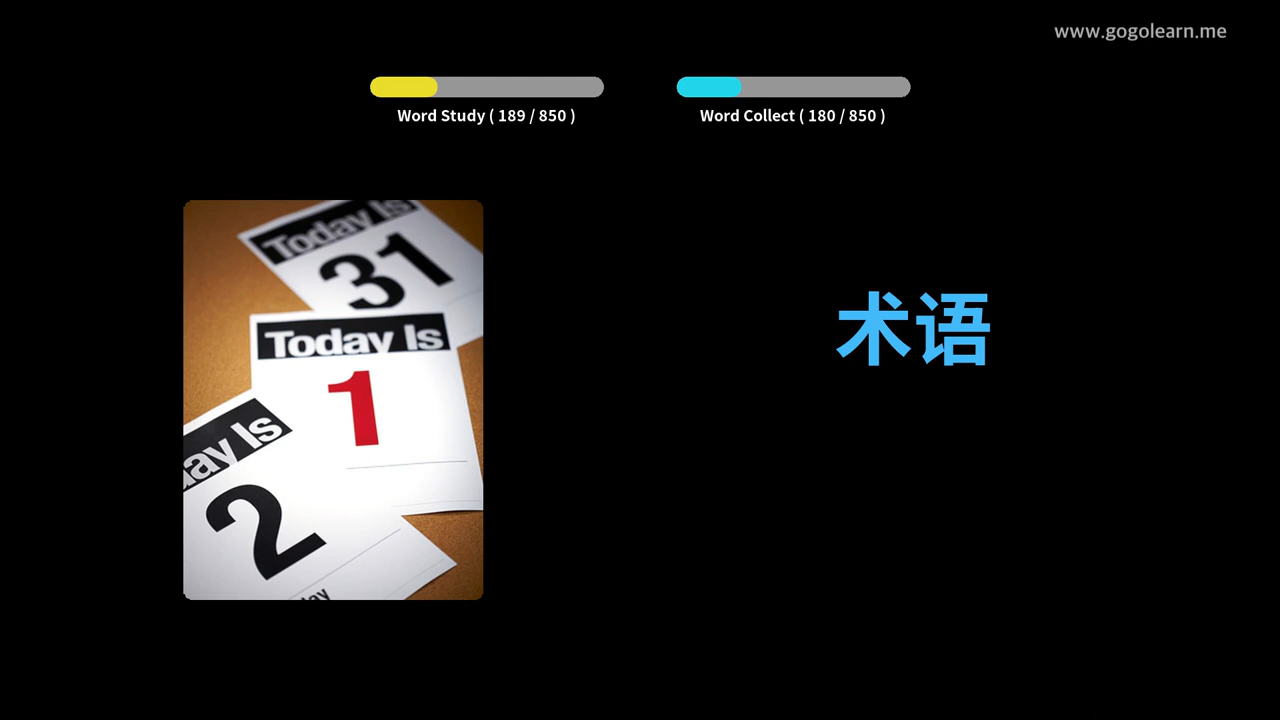 www.gogolearn.me
Word Study ( 189 / 850 )
Word Collect ( 180 / 850 )
Today Is
31
Today Is
1
术语
ay Is
2
ay